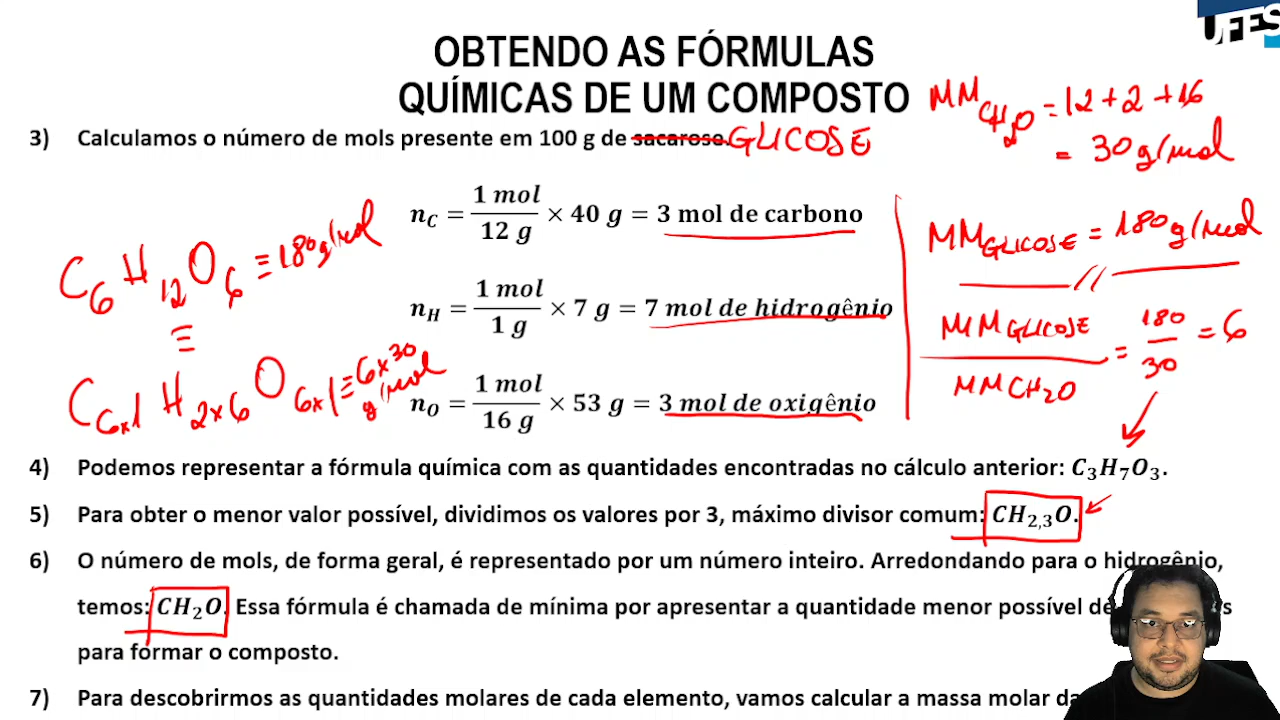 UFES
OBTENDO AS FÓRMULAS
QUÍMICAS DE UM COMPOSTO
MM CH₂O = 12 + 2 + 16
= 30 g/mol
3) Calculamos o número de mols presente em 100 g de sacarose. GLICOSE
n_C = 1 mol / 12 g × 40 g = 3 mol de carbono
C₆H₁₂O₆ ≡ 180 g/mol
MM GLICOSE = 180 g/mol
n_H = 1 mol / 1 g × 7 g = 7 mol de hidrogênio
≡
MM GLICOSE / MM CH₂O = 180 / 30 = 6
C₆ₓ₁ H₂ₓ₆ O₆ₓ₁ ≡ 6 × 30 g/mol
n_O = 1 mol / 16 g × 53 g = 3 mol de oxigênio
4) Podemos representar a fórmula química com as quantidades encontradas no cálculo anterior: C₃H₇O₃.
5) Para obter o menor valor possível, dividimos os valores por 3, máximo divisor comum: CH₂,₃O.
6) O número de mols, de forma geral, é representado por um número inteiro. Arredondando para o hidrogênio,
temos: CH₂O. Essa fórmula é chamada de mínima por apresentar a quantidade menor possível de
para formar o composto.
7) Para descobrirmos as quantidades molares de cada elemento, vamos calcular a massa molar da